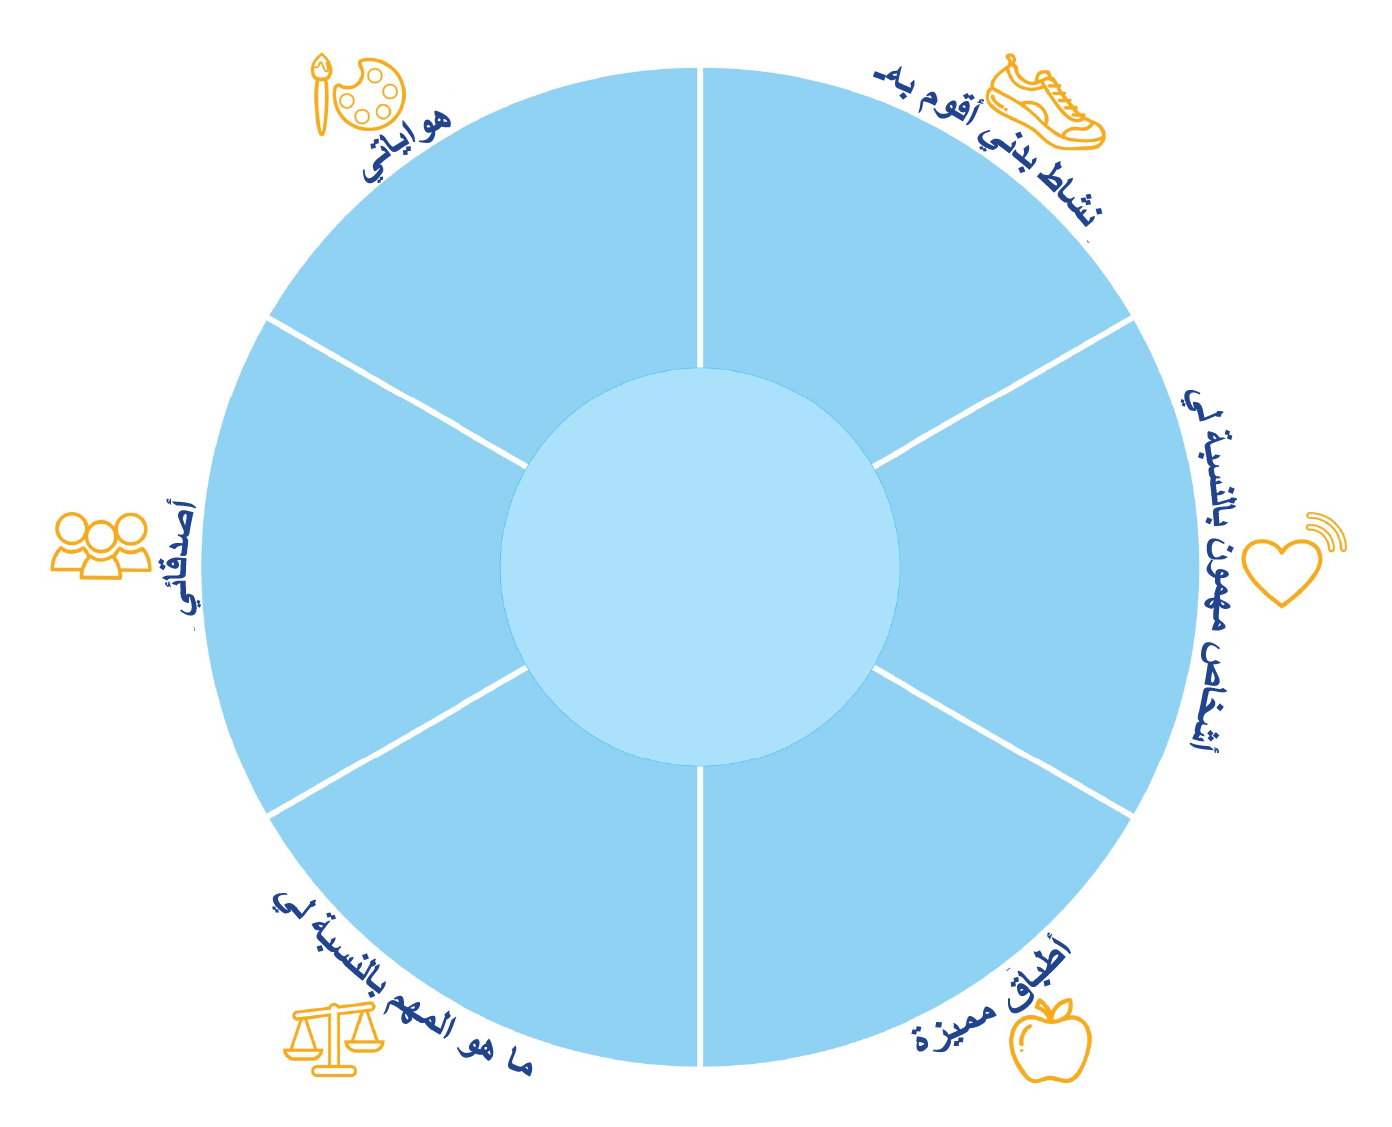 هواياتي
نشاط بدني أقوم به
أشخاص مهمون بالنسبة لي
أطباق مميزة
ما هو المهم بالنسبة لي
أصدقائي